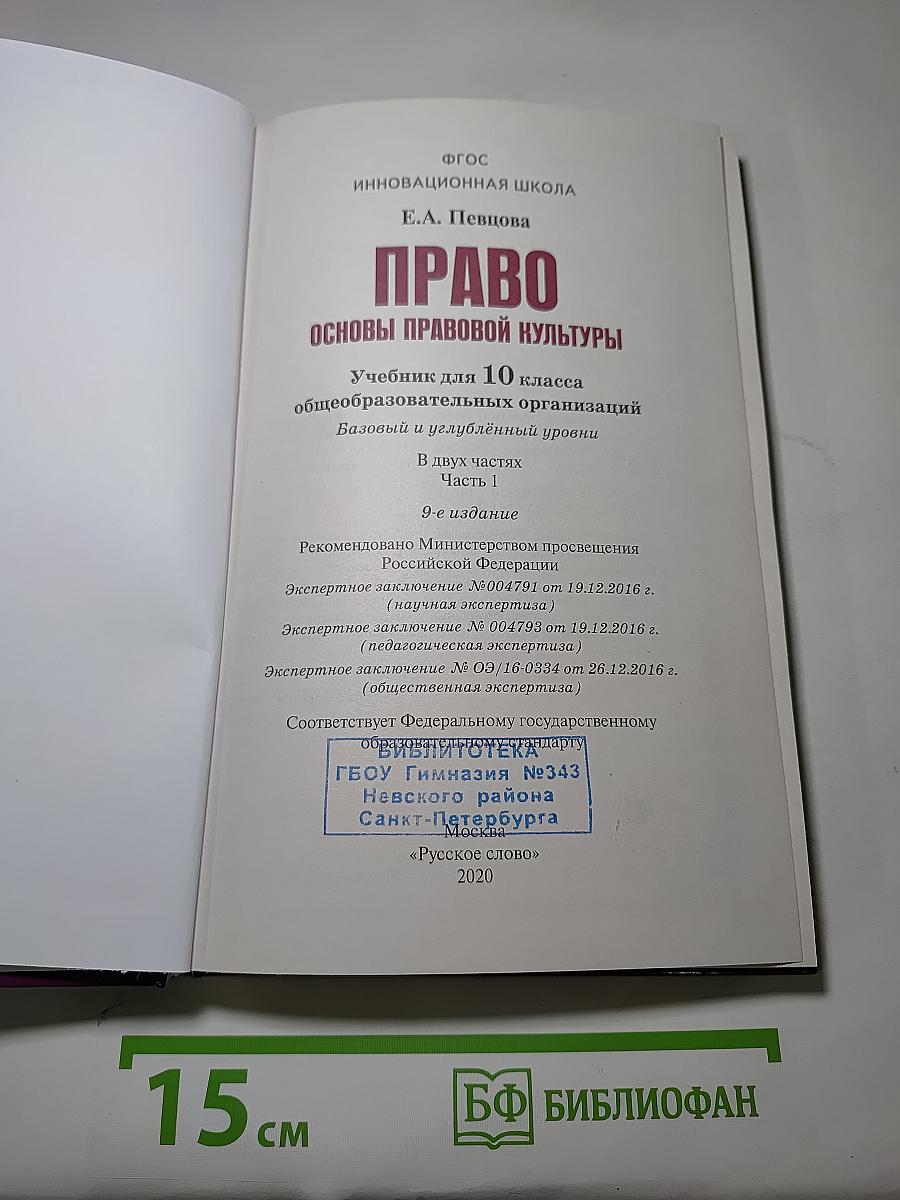 ФГОС
ИННОВАЦИОННАЯ ШКОЛА
Е.А. Певцова
ПРАВО
ОСНОВЫ ПРАВОВОЙ КУЛЬТУРЫ
Учебник для 10 класса
общеобразовательных организаций
Базовый и углублённый уровни
В двух частях
Часть 1
9-е издание
Рекомендовано Министерством просвещения
Российской Федерации
Экспертное заключение №004791 от 19.12.2016 г.
(научная экспертиза)
Экспертное заключение № 004793 от 19.12.2016 г.
(педагогическая экспертиза)
Экспертное заключение № ОЭ/16-0334 от 26.12.2016 г.
(общественная экспертиза)
Соответствует Федеральному государственному
образовательному стандарту
БИБЛИТОТЕКА
ГБОУ Гимназия №343
Невского района
Санкт-Петербурга
Москва
«Русское слово»
2020
15 см
БФ БИБЛИОФАН